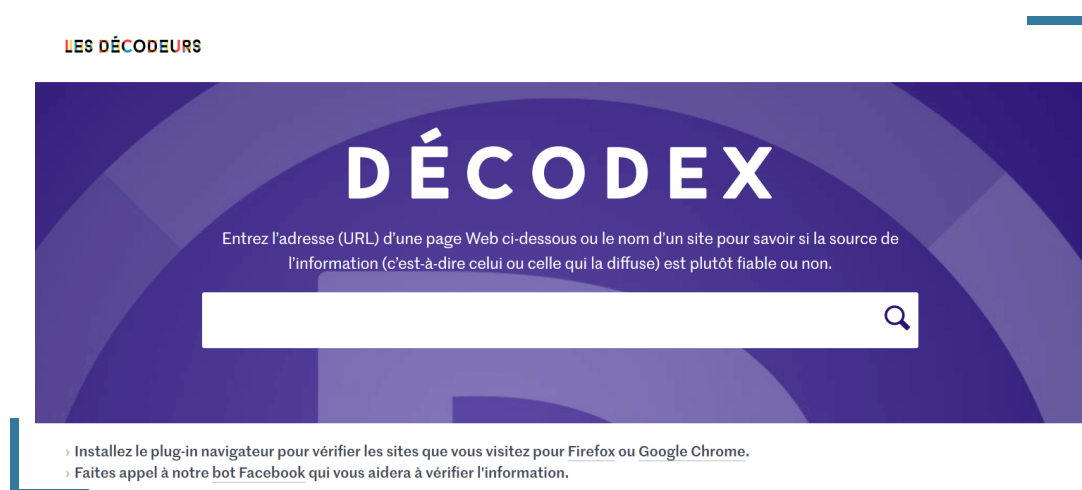 LES DÉCODEURS
DÉCODEX
Entrez l'adresse (URL) d'une page Web ci-dessous ou le nom d'un site pour savoir si la source de
l'information (c'est-à-dire celui ou celle qui la diffuse) est plutôt fiable ou non.
› Installez le plug-in navigateur pour vérifier les sites que vous visitez pour Firefox ou Google Chrome.
› Faites appel à notre bot Facebook qui vous aidera à vérifier l'information.